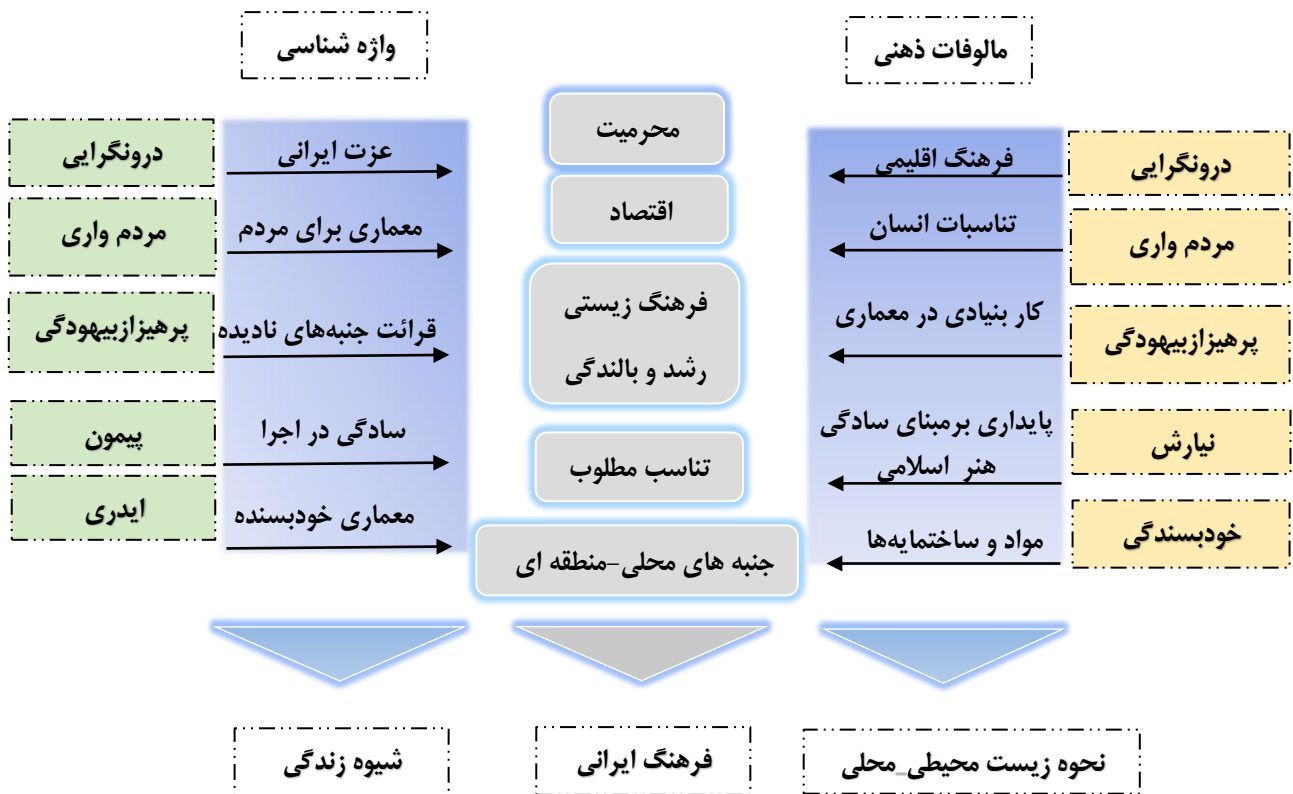 مالوفات ذهنی
واژه شناسی
درونگرایی
فرهنگ اقلیمی
محرمیت
عزت ایرانی
درونگرایی
مردم واری
تناسبات انسان
اقتصاد
معماری برای مردم
مردم واری
پرهیزازبیهودگی
کار بنیادی در معماری
فرهنگ زیستی
رشد و بالندگی
قرائت جنبه‌های نادیده
پرهیزازبیهودگی
نیارش
پایداری برمبنای سادگی
هنر اسلامی
تناسب مطلوب
سادگی در اجرا
پیمون
خودبسندگی
مواد و ساختمایه‌ها
جنبه های محلی-منطقه ای
معماری خودبسنده
ایدری
نحوه زیست محیطی_محلی
فرهنگ ایرانی
شیوه زندگی